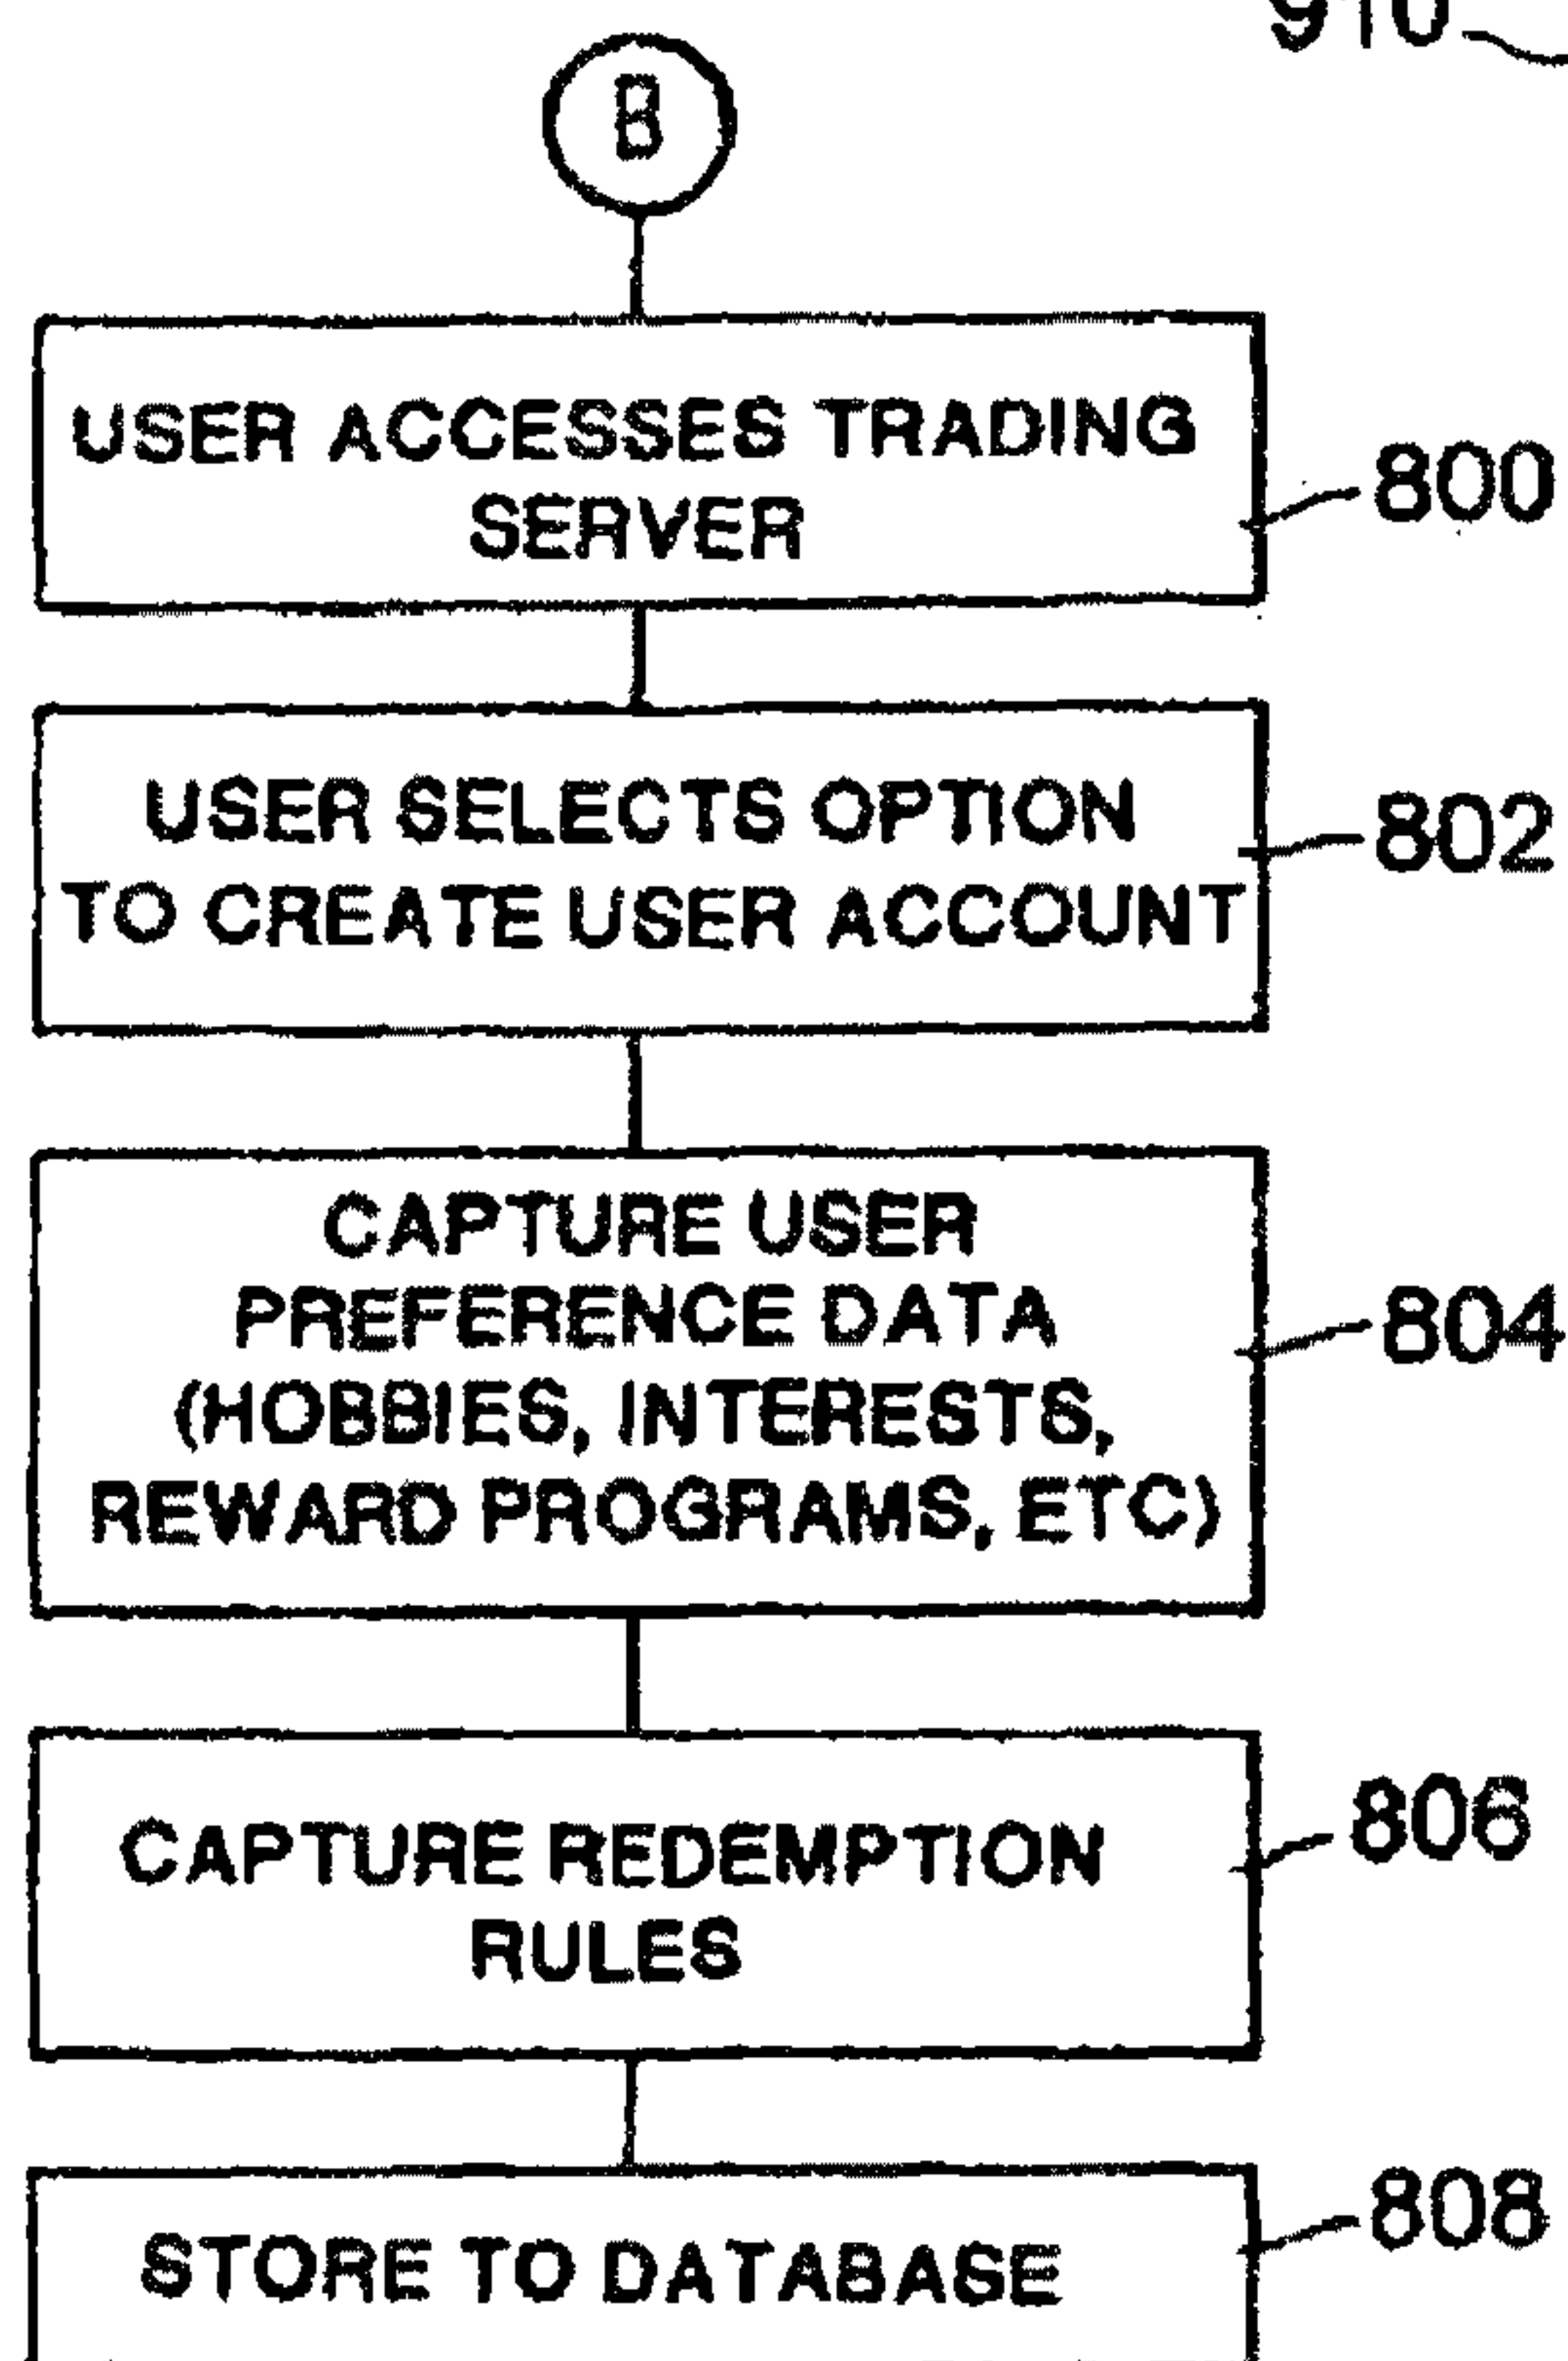 910
B
USER ACCESSES TRADING
SERVER
800
USER SELECTS OPTION
TO CREATE USER ACCOUNT
802
CAPTURE USER
PREFERENCE DATA
(HOBBIES, INTERESTS,
REWARD PROGRAMS, ETC)
804
CAPTURE REDEMPTION
RULES
806
STORE TO DATABASE
808